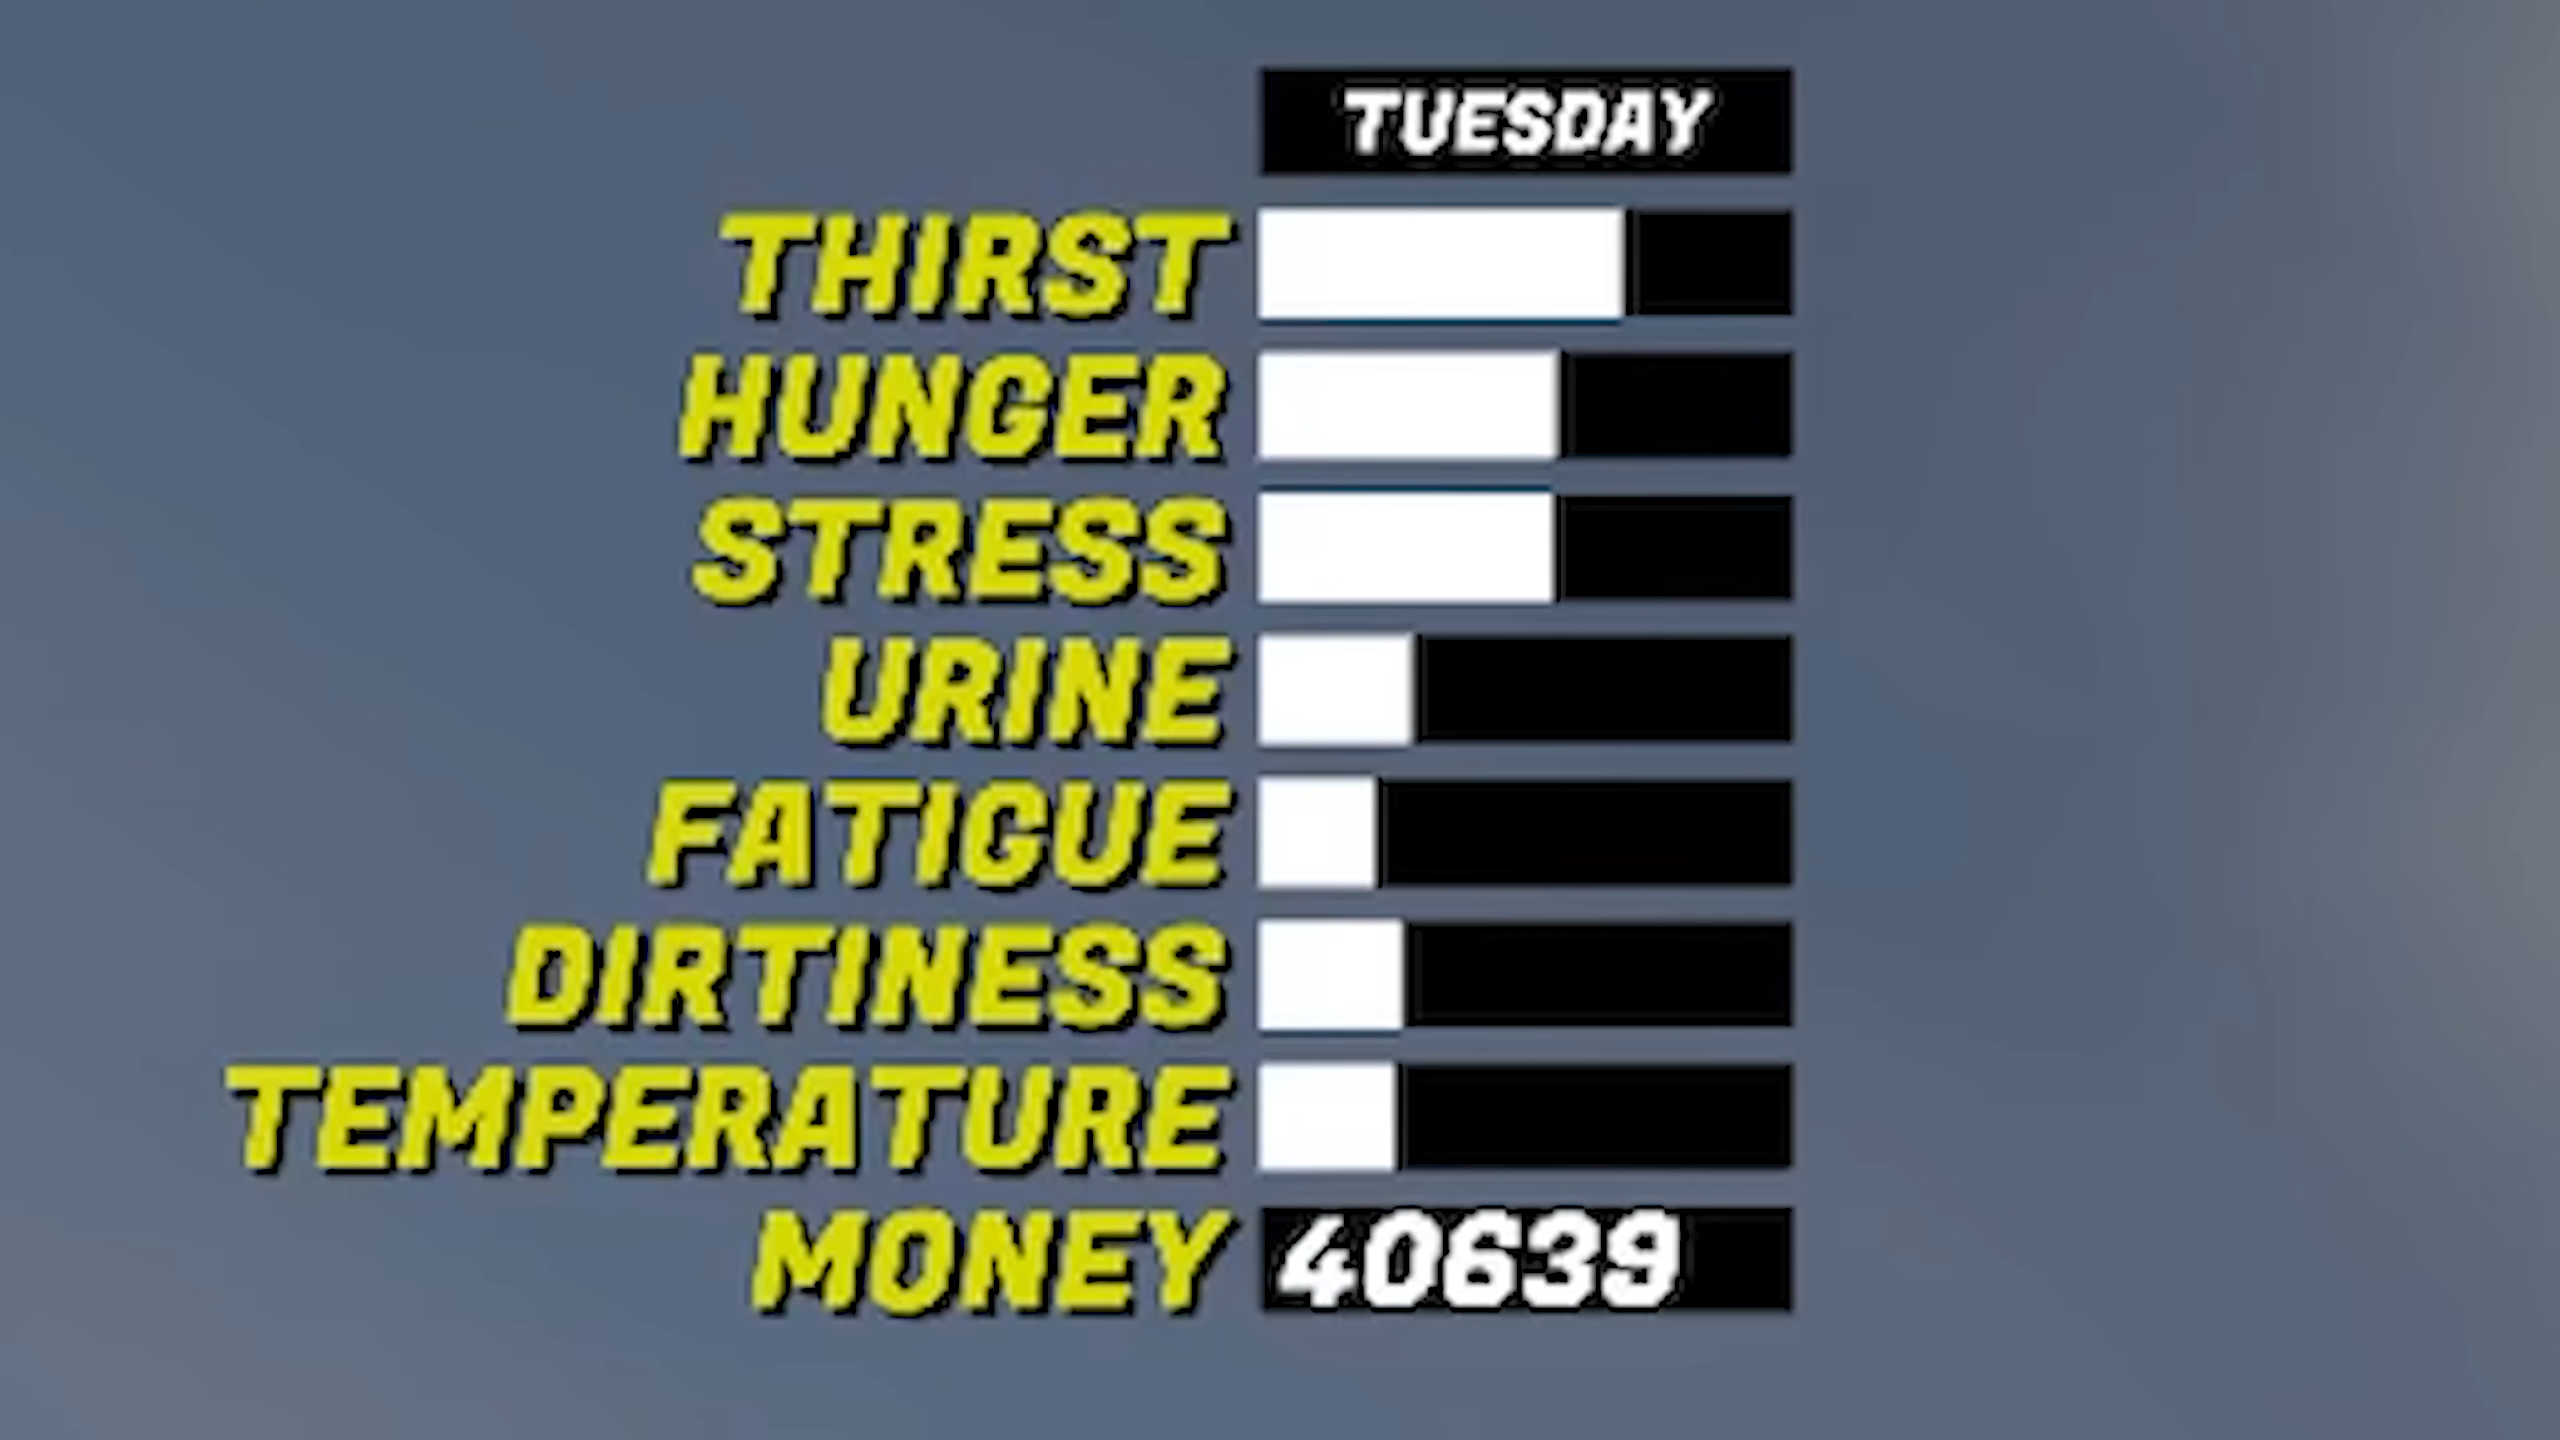 TUESDAY
THIRST
HUNGER
STRESS
URINE
FATIGUE
DIRTINESS
TEMPERATURE
MONEY 40639